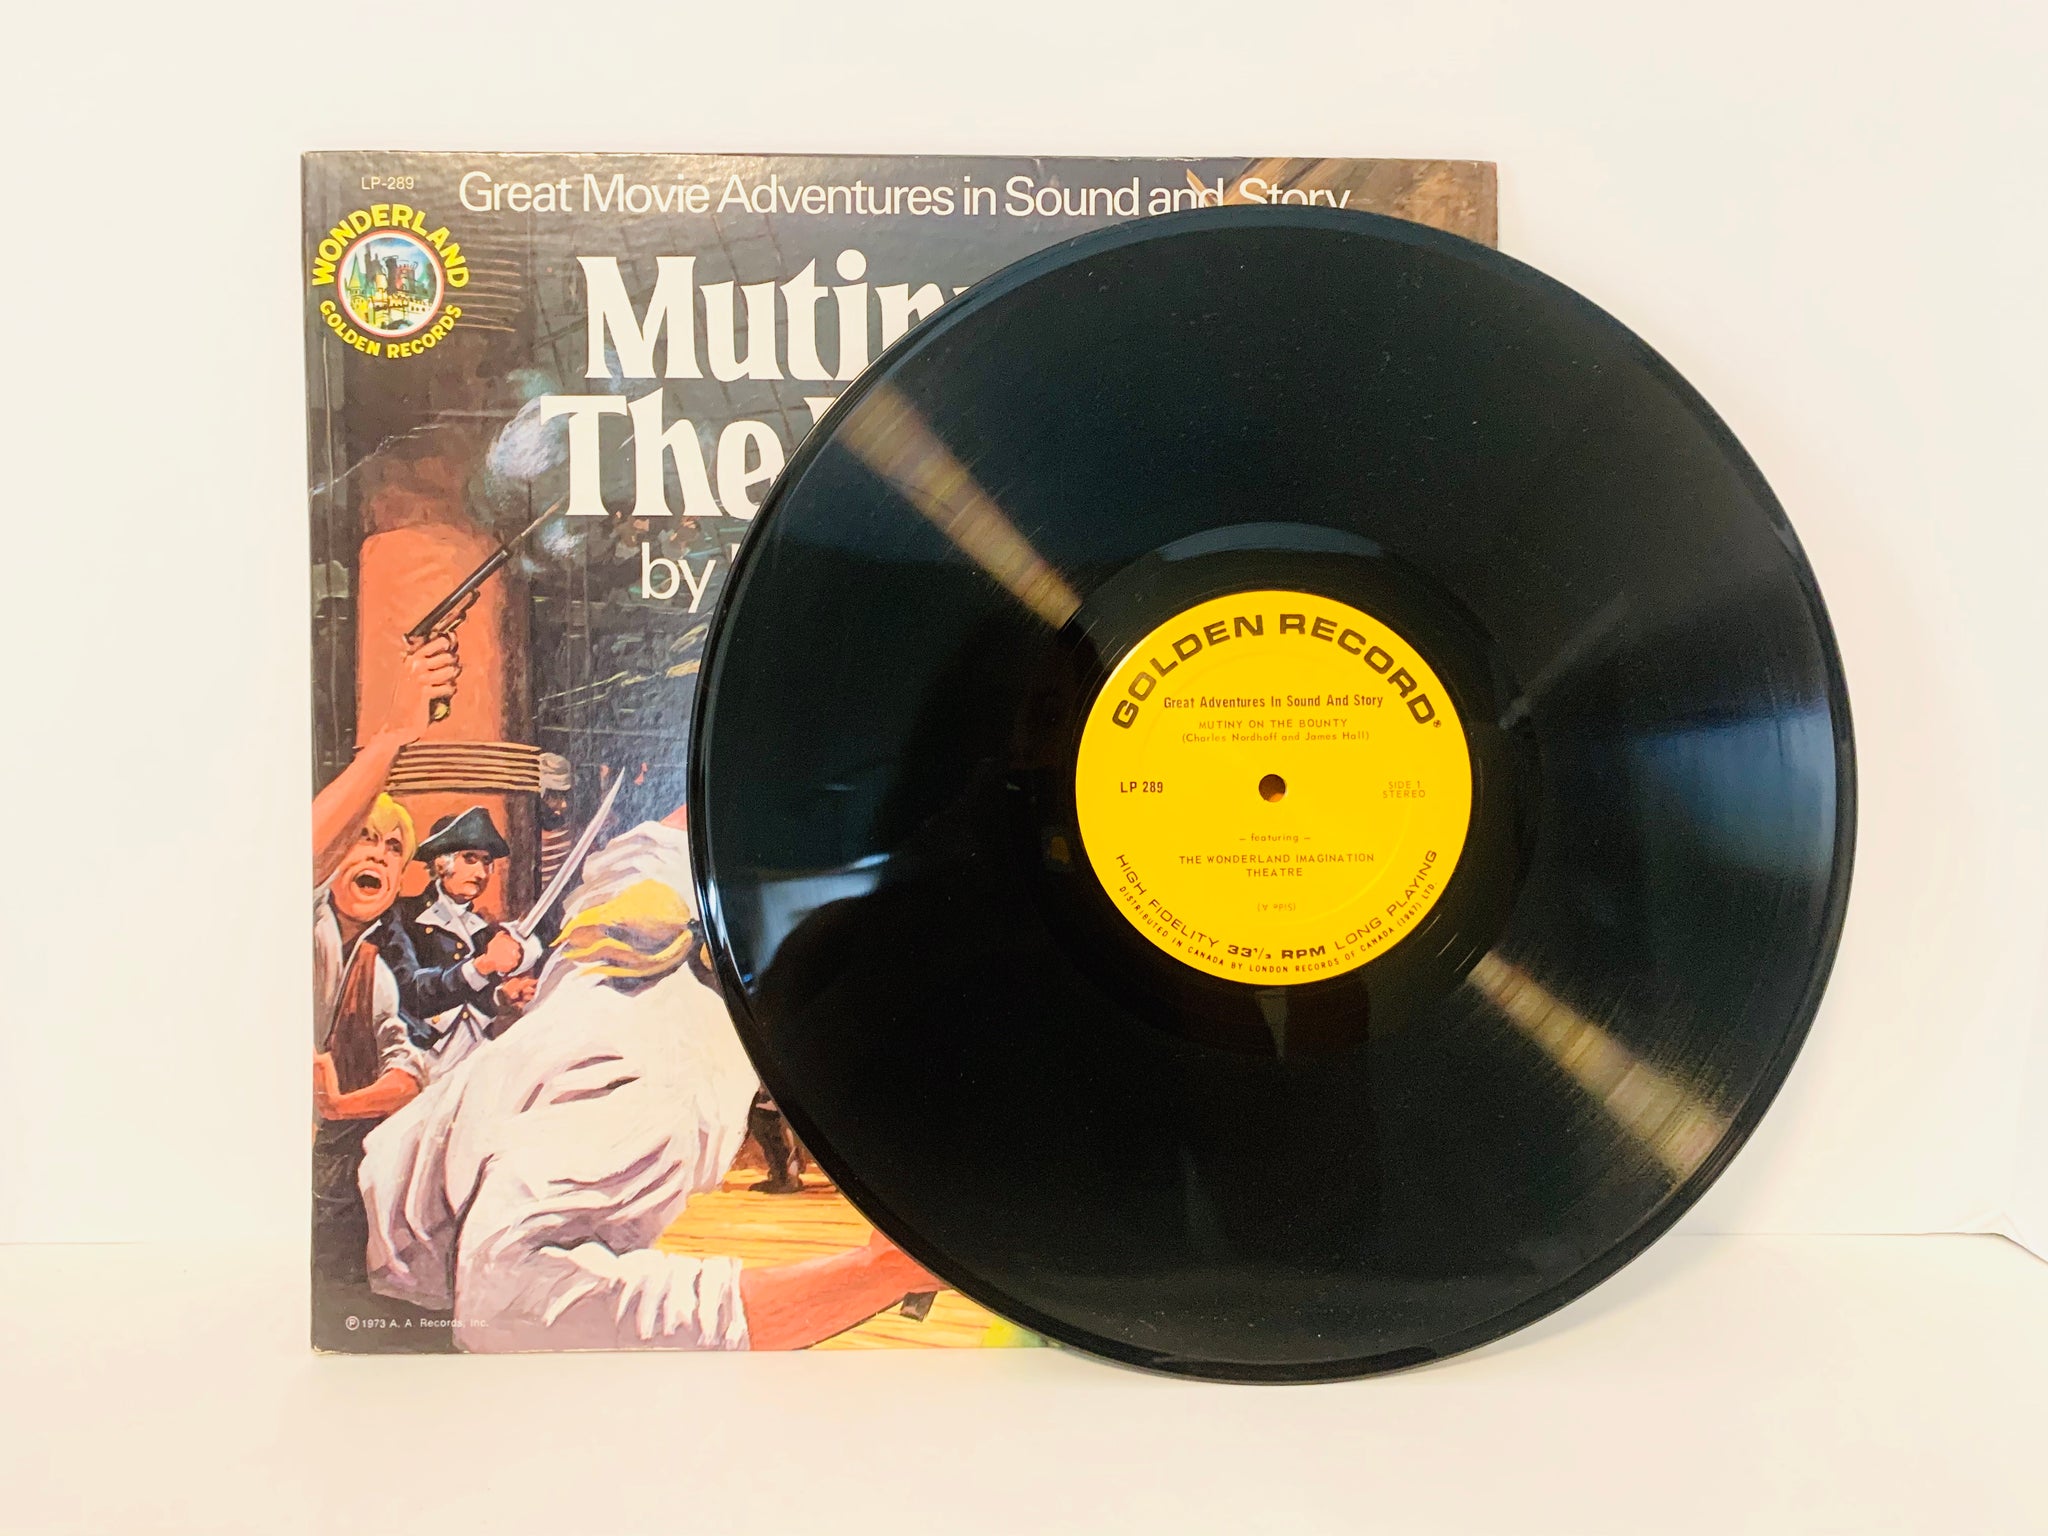 LP-289
Great Movie Adventures in Sound and Story
WONDERLAND
GOLDEN RECORDS
The
by
℗ 1973 A. A. Records, Inc.
GOLDEN RECORD®
Great Adventures In Sound And Story
MUTINY ON THE BOUNTY
(Charles Nordhoff and James Hall)
LP 289
SIDE 1
STEREO
– featuring –
THE WONDERLAND IMAGINATION
THEATRE
(Side A)
HIGH FIDELITY 33⅓ RPM LONG PLAYING
DISTRIBUTED IN CANADA BY LONDON RECORDS OF CANADA (1967) LTD.